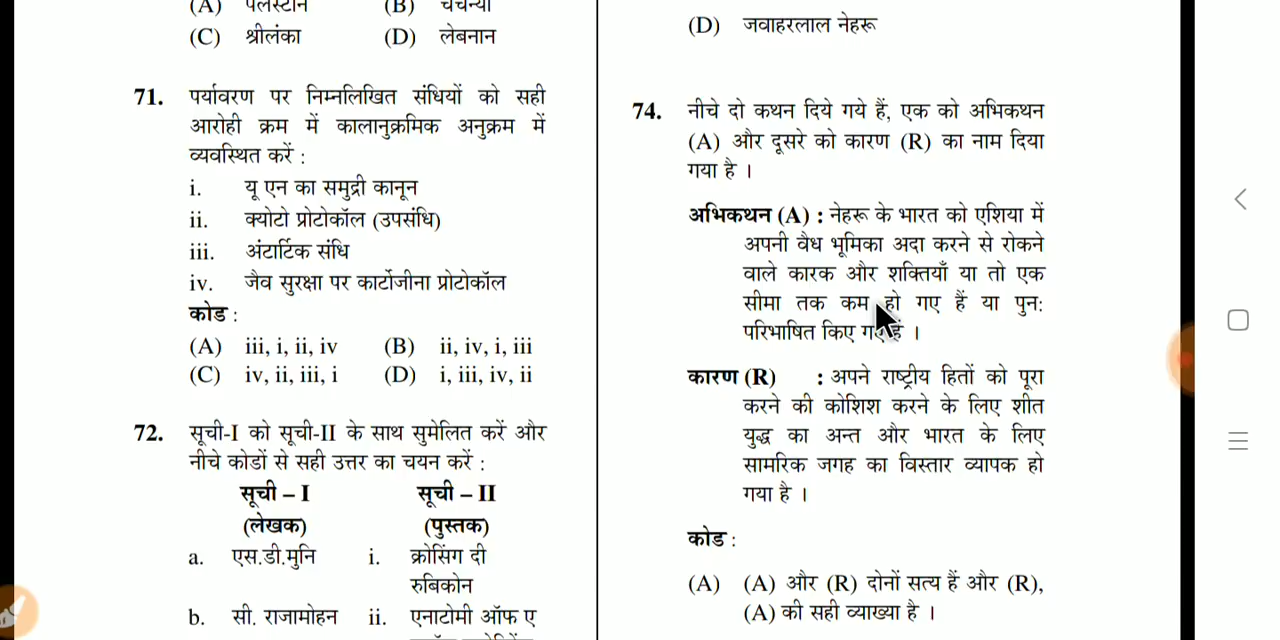 (C) श्रीलंका (D) लेबनान
71. पर्यावरण पर निम्नलिखित संधियों को सही
आरोही क्रम में कालानुक्रमिक अनुक्रम में
व्यवस्थित करें :
i. यू एन का समुद्री कानून
ii. क्योटो प्रोटोकॉल (उपसंधि)
iii. अंटार्टिक संधि
iv. जैव सुरक्षा पर कार्टोजीना प्रोटोकॉल
कोड :
(A) iii, i, ii, iv (B) ii, iv, i, iii
(C) iv, ii, iii, i (D) i, iii, iv, ii
72. सूची-I को सूची-II के साथ सुमेलित करें और
नीचे कोडों से सही उत्तर का चयन करें :
सूची – I सूची – II
(लेखक) (पुस्तक)
a. एस.डी.मुनि i. क्रोसिंग दी
रुबिकोन
b. सी. राजामोहन ii. एनाटोमी ऑफ ए
(D) जवाहरलाल नेहरू
74. नीचे दो कथन दिये गये हैं, एक को अभिकथन
(A) और दूसरे को कारण (R) का नाम दिया
गया है ।
अभिकथन (A) : नेहरू के भारत को एशिया में
अपनी वैध भूमिका अदा करने से रोकने
वाले कारक और शक्तियाँ या तो एक
सीमा तक कम हो गए हैं या पुन:
परिभाषित किए गए हैं ।
कारण (R) : अपने राष्ट्रीय हितों को पूरा
करने की कोशिश करने के लिए शीत
युद्ध का अन्त और भारत के लिए
सामरिक जगह का विस्तार व्यापक हो
गया है ।
कोड :
(A) (A) और (R) दोनों सत्य हैं और (R),
(A) की सही व्याख्या है ।